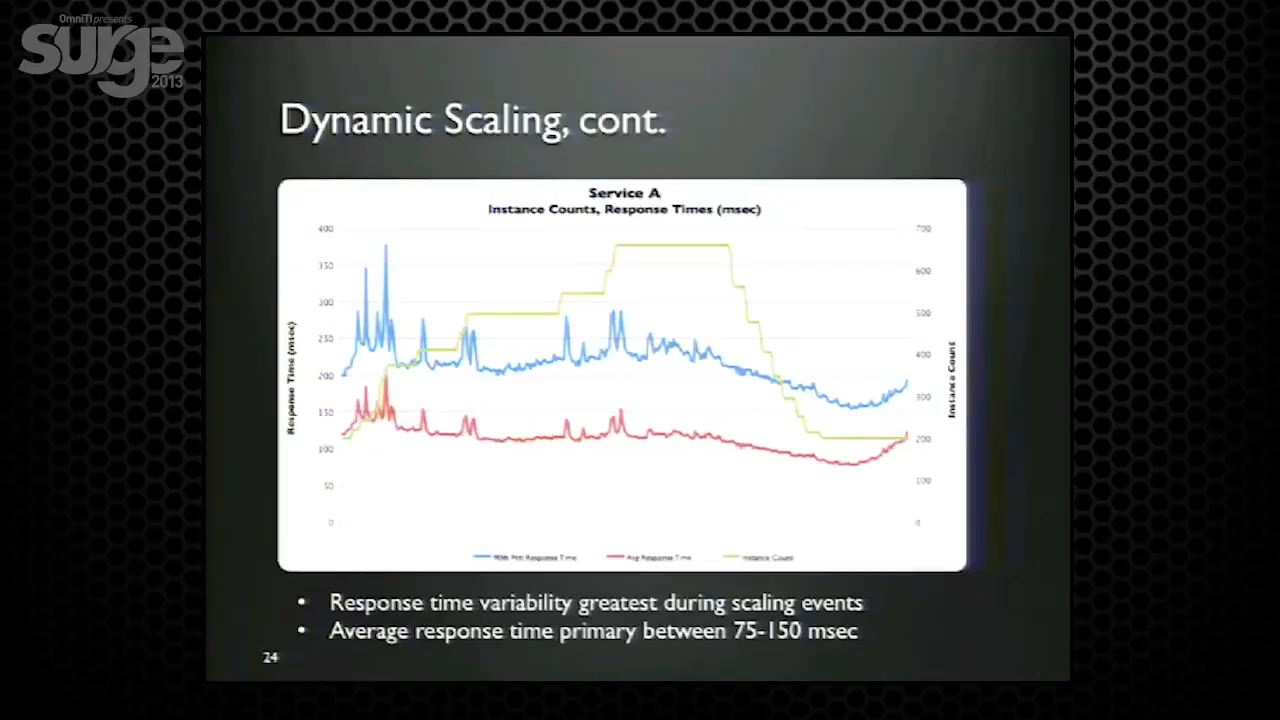 OmniTI presents
surge
2013
Dynamic Scaling, cont.
Service A
Instance Counts, Response Times (msec)
400
350
300
250
200
150
100
50
0
Response Time (msec)
700
600
500
400
300
200
100
0
Instance Count
90th Pctl Response Time
Avg Response Time
Instance Count
• Response time variability greatest during scaling events
• Average response time primary between 75-150 msec
24